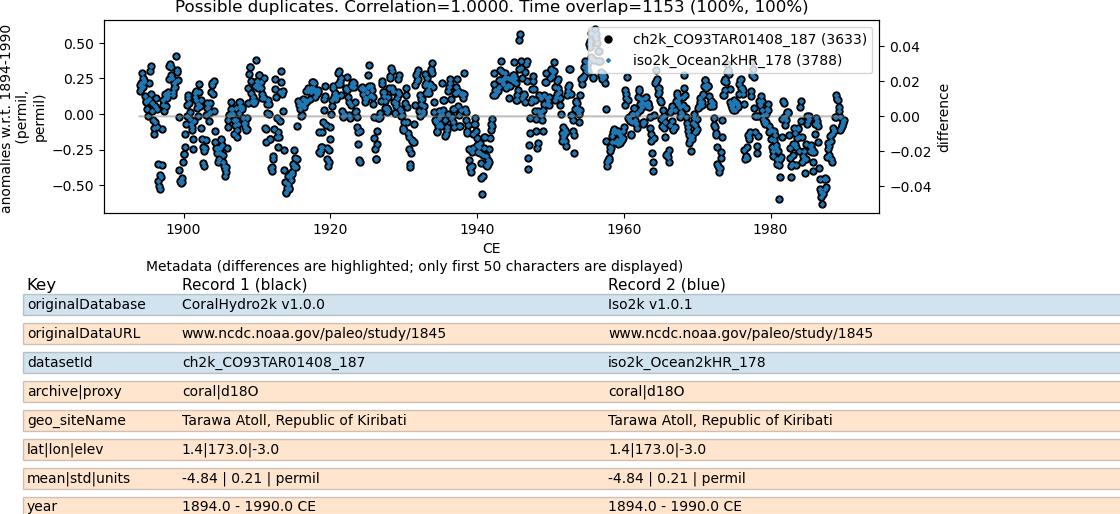 Possible duplicates. Correlation=1.0000. Time overlap=1153 (100%, 100%)
anomalies w.r.t. 1894-1990
(permil,
permil)
0.50
0.25
0.00
−0.25
−0.50
ch2k_CO93TAR01408_187 (3633)
iso2k_Ocean2kHR_178 (3788)
0.04
0.02
0.00
−0.02
−0.04
difference
1900 1920 1940 1960 1980
CE
Metadata (differences are highlighted; only first 50 characters are displayed)
Key Record 1 (black) Record 2 (blue)
originalDatabase CoralHydro2k v1.0.0 Iso2k v1.0.1
originalDataURL www.ncdc.noaa.gov/paleo/study/1845 www.ncdc.noaa.gov/paleo/study/1845
datasetId ch2k_CO93TAR01408_187 iso2k_Ocean2kHR_178
archive|proxy coral|d18O coral|d18O
geo_siteName Tarawa Atoll, Republic of Kiribati Tarawa Atoll, Republic of Kiribati
lat|lon|elev 1.4|173.0|-3.0 1.4|173.0|-3.0
mean|std|units -4.84 | 0.21 | permil -4.84 | 0.21 | permil
year 1894.0 - 1990.0 CE 1894.0 - 1990.0 CE